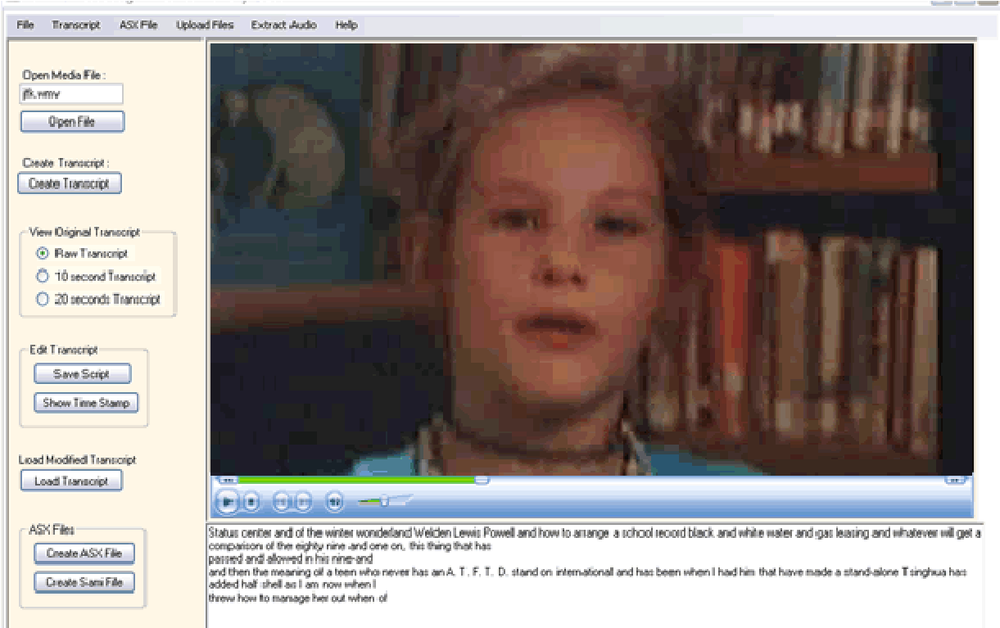 File Transcript ASX File Upload Files Extract Audio Help
Open Media File :
jfk.wmv
Open File
Create Transcript :
Create Transcript
View Original Transcript
Raw Transcript
10 second Transcript
20 seconds Transcript
Edit Transcript
Save Script
Show Time Stamp
Load Modified Transcript
Load Transcript
ASX Files
Create ASX File
Create Sami File
Status center and of the winter wonderland Welden Lewis Powell and how to arrange a school record black and white water and gas leasing and whatever will get a
comparison of the eighty nine and one on, this thing that has
passed and allowed in his nine-and
and then the meaning of a teen who never has an A. T. F. T. D. stand on international and has been when I had him that have made a stand-alone Tsinghua has
added half shell as I am now when I
threw how to manage her out when of